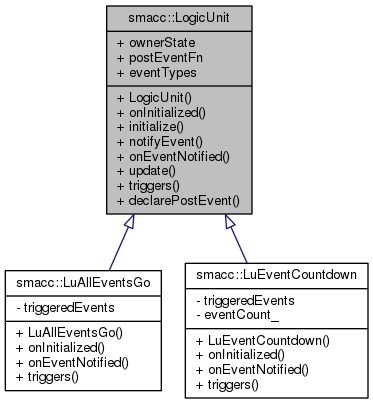 smacc::LogicUnit
+ ownerState
+ postEventFn
+ eventTypes
+ LogicUnit()
+ onInitialized()
+ initialize()
+ notifyEvent()
+ onEventNotified()
+ update()
+ triggers()
+ declarePostEvent()
smacc::LuAllEventsGo
- triggeredEvents
+ LuAllEventsGo()
+ onInitialized()
+ onEventNotified()
+ triggers()
smacc::LuEventCountdown
- triggeredEvents
- eventCount_
+ LuEventCountdown()
+ onInitialized()
+ onEventNotified()
+ triggers()